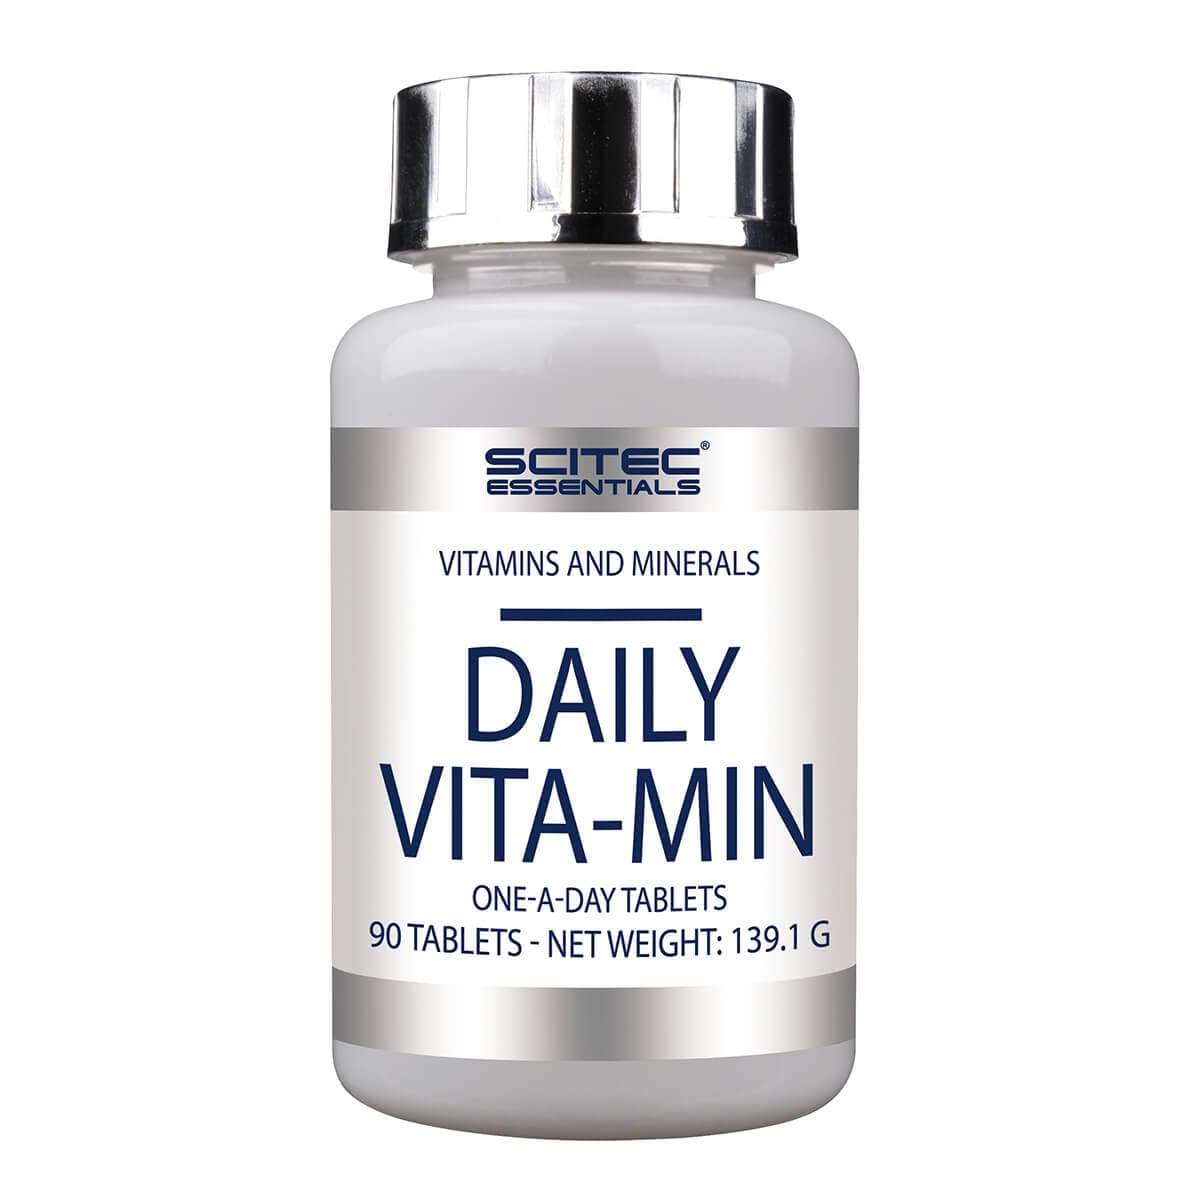 SCITEC®
ESSENTIALS
VITAMINS AND MINERALS
DAILY
VITA-MIN
ONE-A-DAY TABLETS
90 TABLETS - NET WEIGHT: 139.1 G